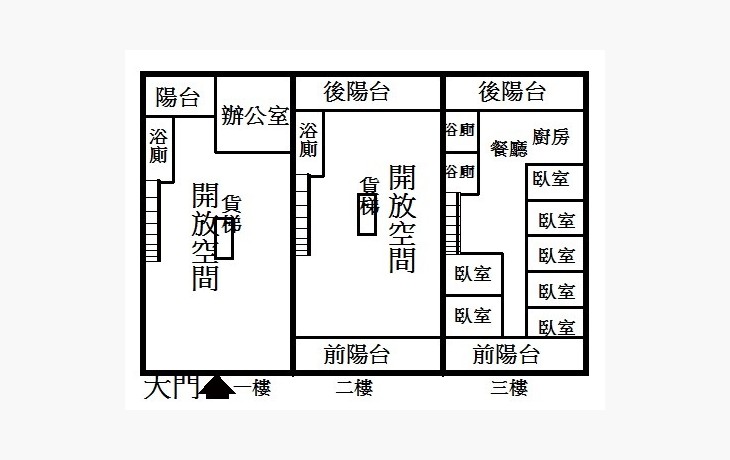 陽台
辦公室
浴廁
開放空間
貨梯
大門
一樓
後陽台
浴廁
貨梯
開放空間
前陽台
二樓
後陽台
浴廁
浴廁
餐廳
廚房
臥室
臥室
臥室
臥室
臥室
臥室
臥室
前陽台
三樓